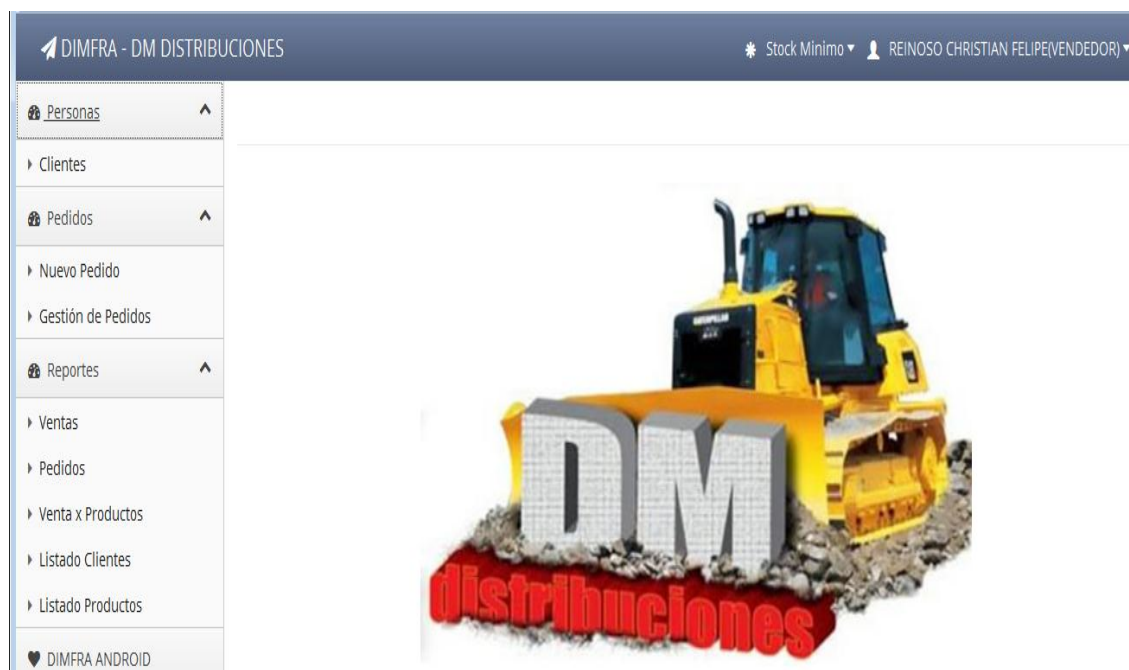 DIMFRA - DM DISTRIBUCIONES
Stock Minimo
REINOSO CHRISTIAN FELIPE(VENDEDOR)
Personas
Clientes
Pedidos
Nuevo Pedido
Gestión de Pedidos
Reportes
Ventas
Pedidos
Venta x Productos
Listado Clientes
Listado Productos
DIMFRA ANDROID
CATERPILLAR
DM
distribuciones